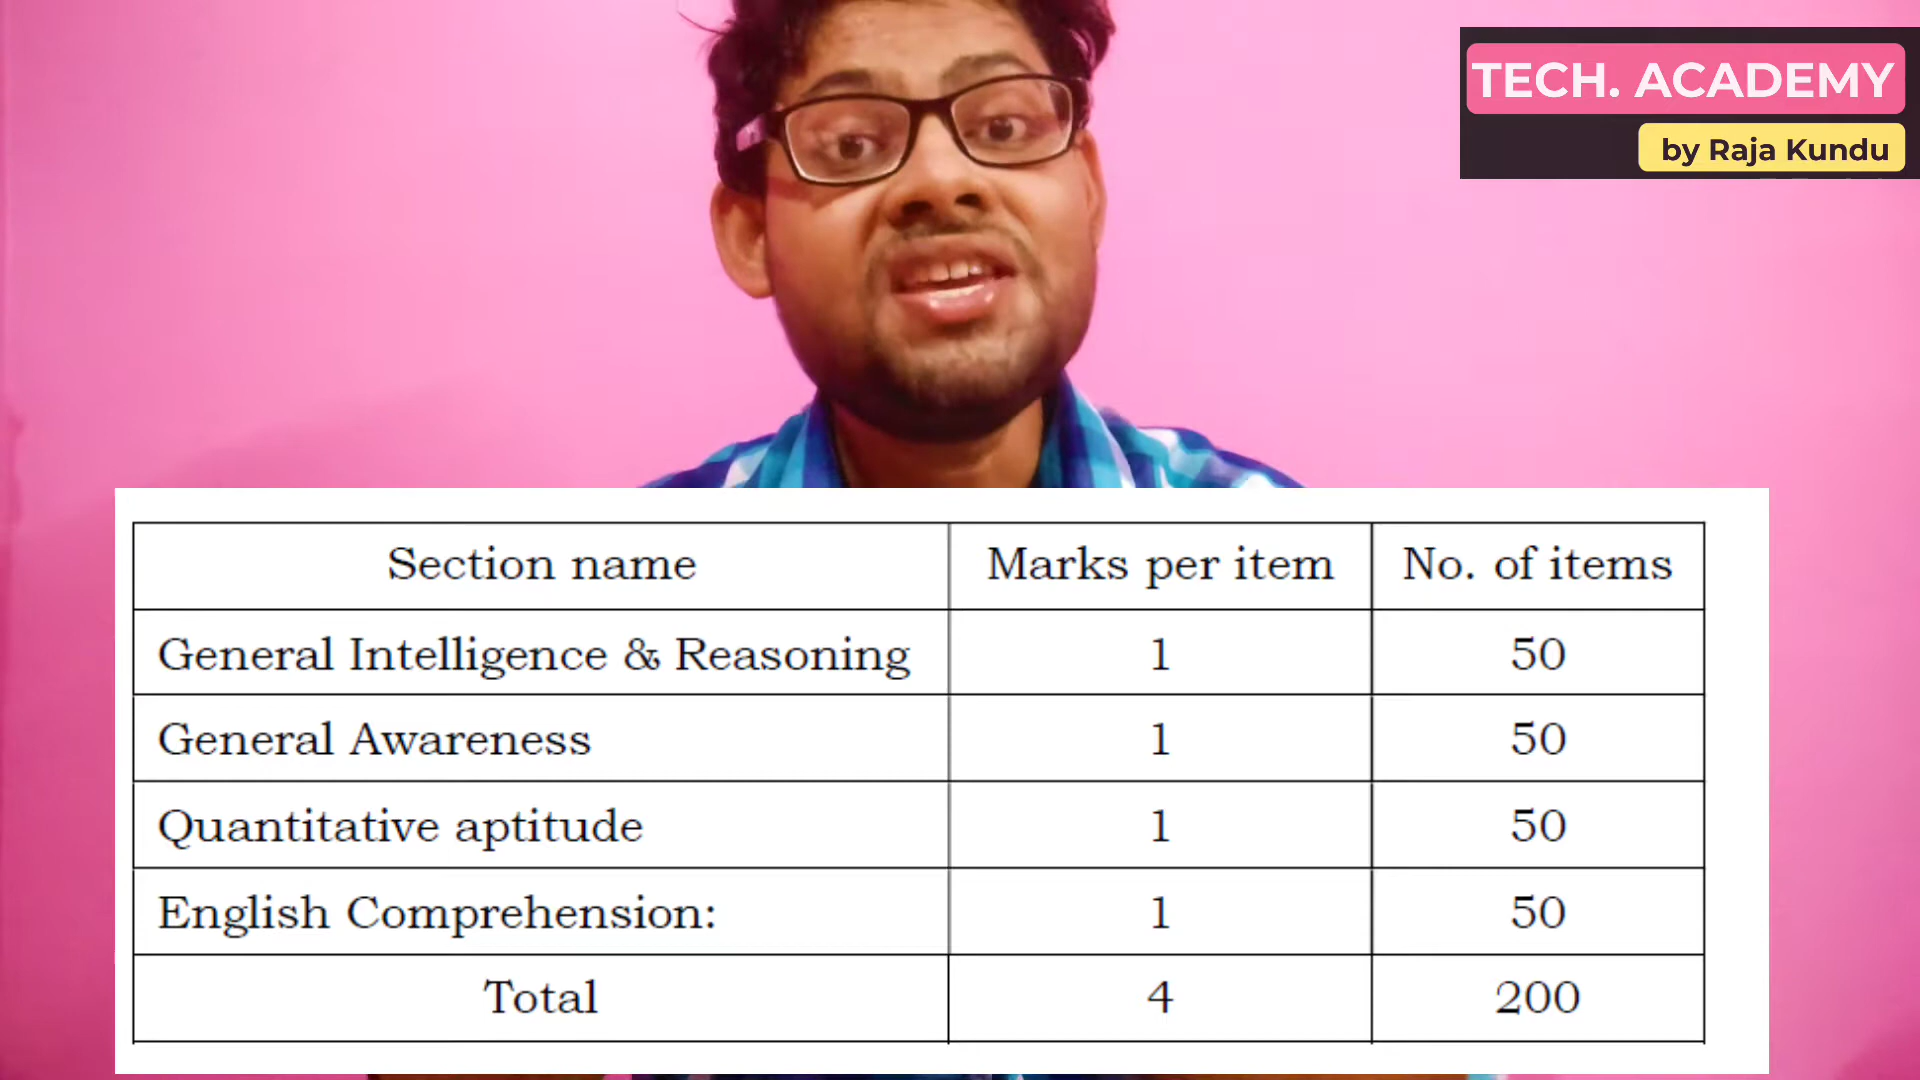 TECH. ACADEMY
by Raja Kundu
Section name Marks per item No. of items
General Intelligence & Reasoning 1 50
General Awareness 1 50
Quantitative aptitude 1 50
English Comprehension: 1 50
Total 4 200